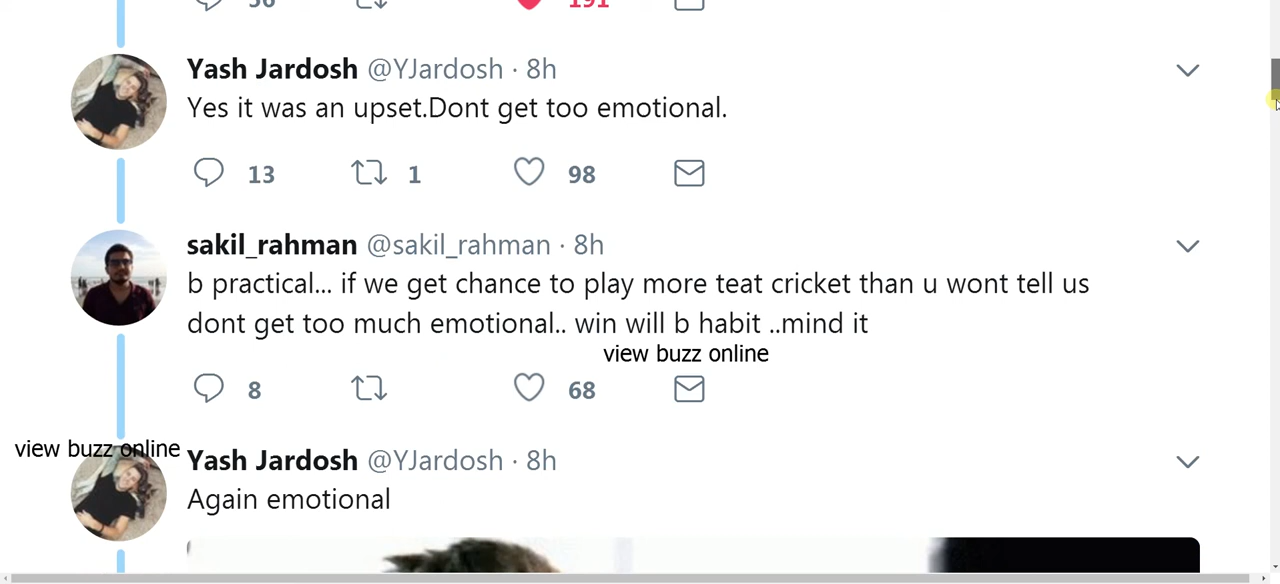 56 191
Yash Jardosh @YJardosh · 8h
Yes it was an upset.Dont get too emotional.
13 1 98
sakil_rahman @sakil_rahman · 8h
b practical... if we get chance to play more teat cricket than u wont tell us
dont get too much emotional.. win will b habit ..mind it
view buzz online
8 68
view buzz online
Yash Jardosh @YJardosh · 8h
Again emotional